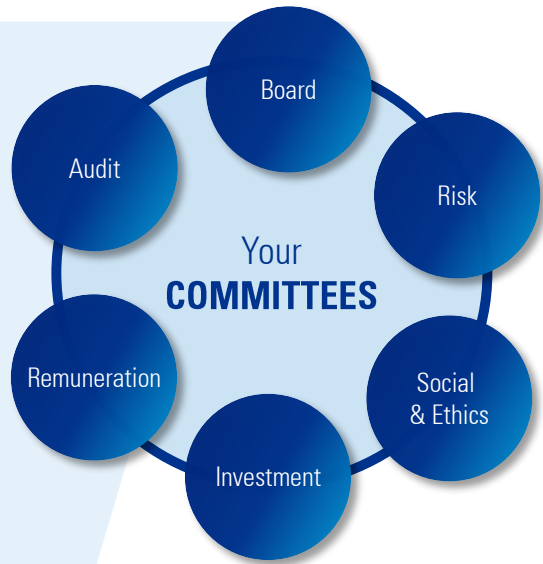 Board
Risk
Social
& Ethics
Investment
Remuneration
Audit
Your
COMMITTEES